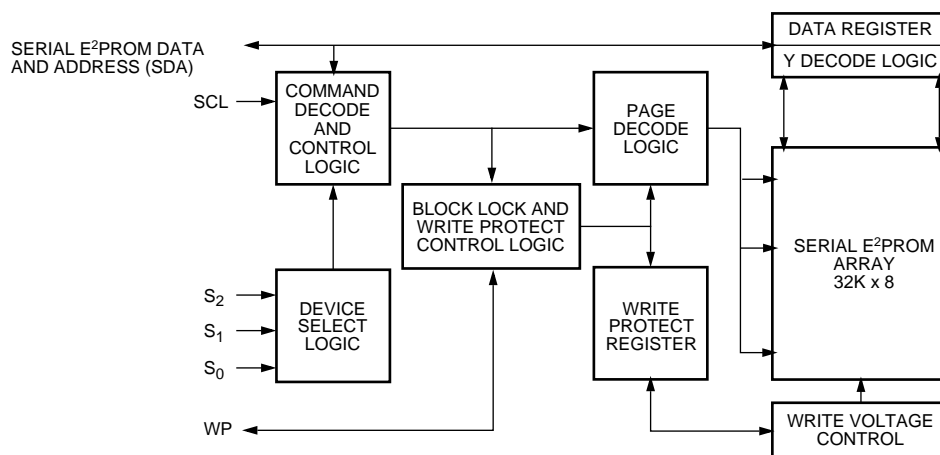 SERIAL E²PROM DATA
AND ADDRESS (SDA)
SCL
S₂
S₁
S₀
WP
COMMAND
DECODE
AND
CONTROL
LOGIC
DEVICE
SELECT
LOGIC
BLOCK LOCK AND
WRITE PROTECT
CONTROL LOGIC
PAGE
DECODE
LOGIC
WRITE
PROTECT
REGISTER
DATA REGISTER
Y DECODE LOGIC
SERIAL E²PROM
ARRAY
32K x 8
WRITE VOLTAGE
CONTROL